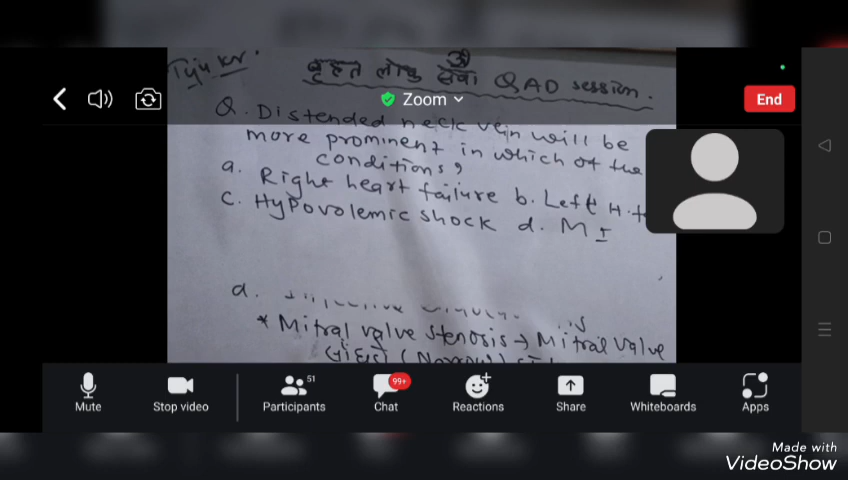 बृहत लोक सेवा
QAD session.
Zoom
End
Q. Distended neck vein will be
more prominent in which of the
conditions,
a. Right heart failure b. Left H.
c. Hypovolemic shock d. MI
a.
* Mitral valve stenosis → Mitral valve
(Narrow)
51
99+
Mute
Stop video
Participants
Chat
Reactions
Share
Whiteboards
Apps
Made with
VideoShow